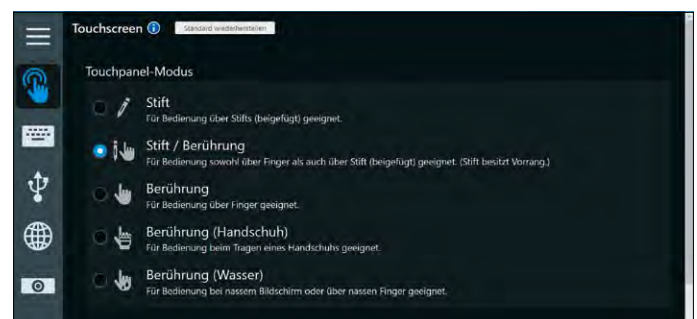 Touchscreen
Standard wiederherstellen
Touchpanel-Modus
Stift
Für Bedienung über Stifts (beigefügt) geeignet.
Stift / Berührung
Für Bedienung sowohl über Finger als auch über Stift (beigefügt) geeignet. (Stift besitzt Vorrang.)
Berührung
Für Bedienung über Finger geeignet.
Berührung (Handschuh)
Für Bedienung beim Tragen eines Handschuhs geeignet.
Berührung (Wasser)
Für Bedienung bei nassem Bildschirm oder über nassen Finger geeignet.